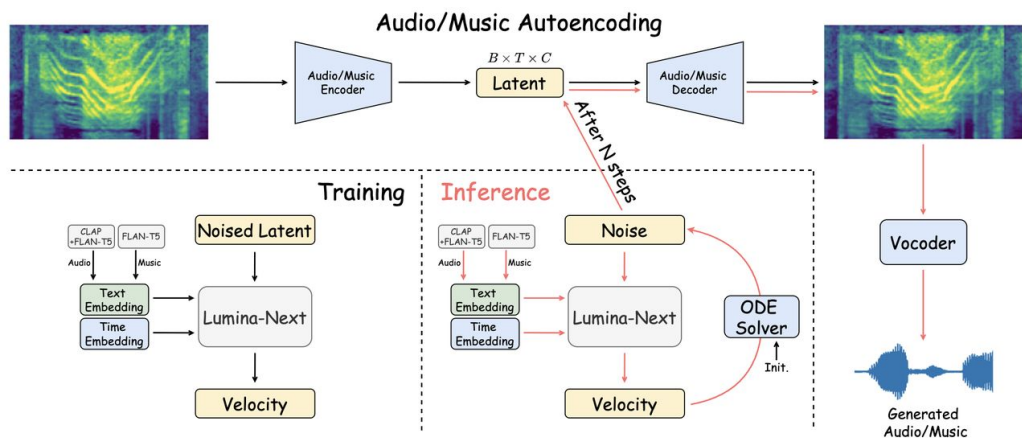 Audio/Music Autoencoding
Audio/Music
Encoder
B × T × C
Latent
Audio/Music
Decoder
After N steps
Training
CLAP
+FLAN-T5
FLAN-T5
Audio
Music
Noised Latent
Text
Embedding
Time
Embedding
Lumina-Next
Velocity
Inference
CLAP
+FLAN-T5
FLAN-T5
Audio
Music
Noise
Text
Embedding
Time
Embedding
Lumina-Next
Velocity
ODE
Solver
Init.
Vocoder
Generated
Audio/Music